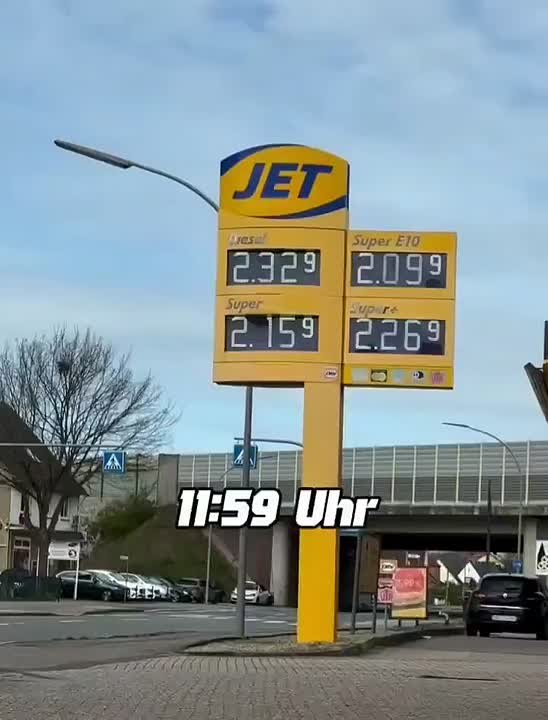 JET
Diesel
2.32⁹
Super E10
2.09⁹
Super
2.15⁹
Super+
2.26⁹
11:59 Uhr